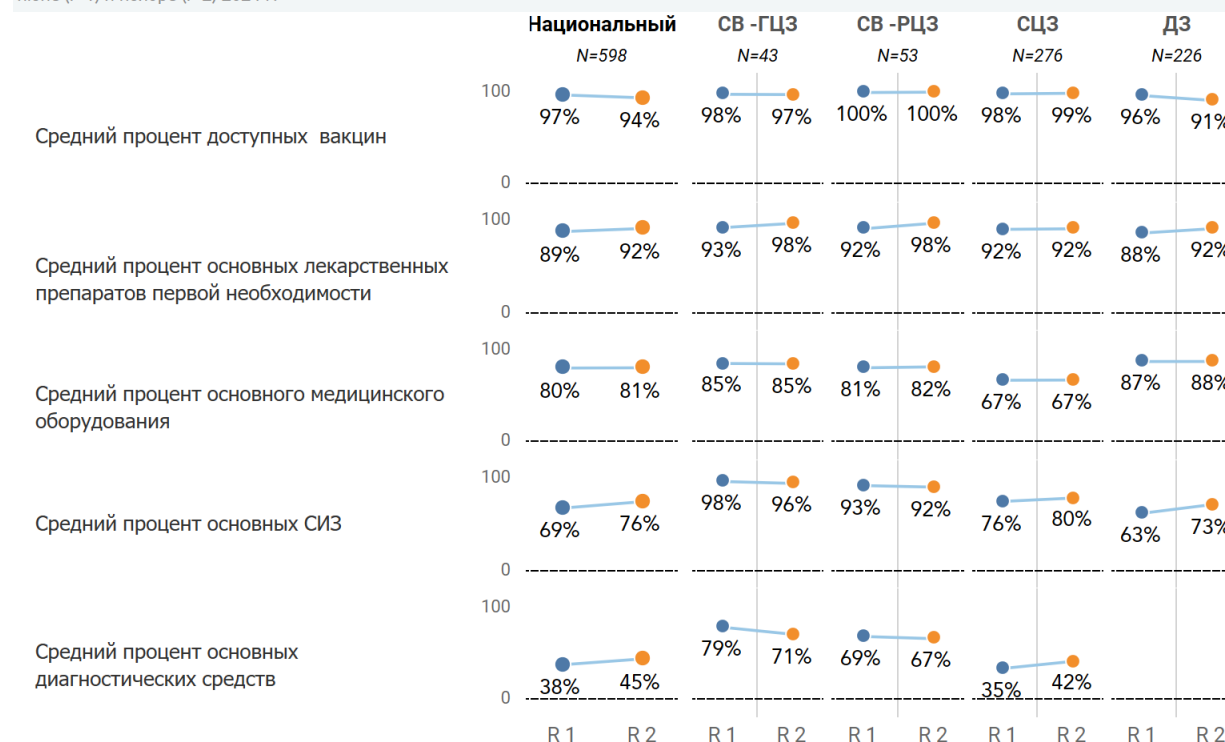 Национальный СВ -ГЦЗ СВ -РЦЗ СЦЗ ДЗ
N=598 N=43 N=53 N=276 N=226
100
97% 94% 98% 97% 100% 100% 98% 99% 96% 91%
Средний процент доступных вакцин
0
100
89% 92% 93% 98% 92% 98% 92% 92% 88% 92%
Средний процент основных лекарственных
препаратов первой необходимости
0
100
80% 81% 85% 85% 81% 82% 67% 67% 87% 88%
Средний процент основного медицинского
оборудования
0
100
69% 76% 98% 96% 93% 92% 76% 80% 63% 73%
Средний процент основных СИЗ
0
100
Средний процент основных
79% 71% 69% 67%
диагностических средств
38% 45% 35% 42%
0
R 1 R 2 R 1 R 2 R 1 R 2 R 1 R 2 R 1 R 2